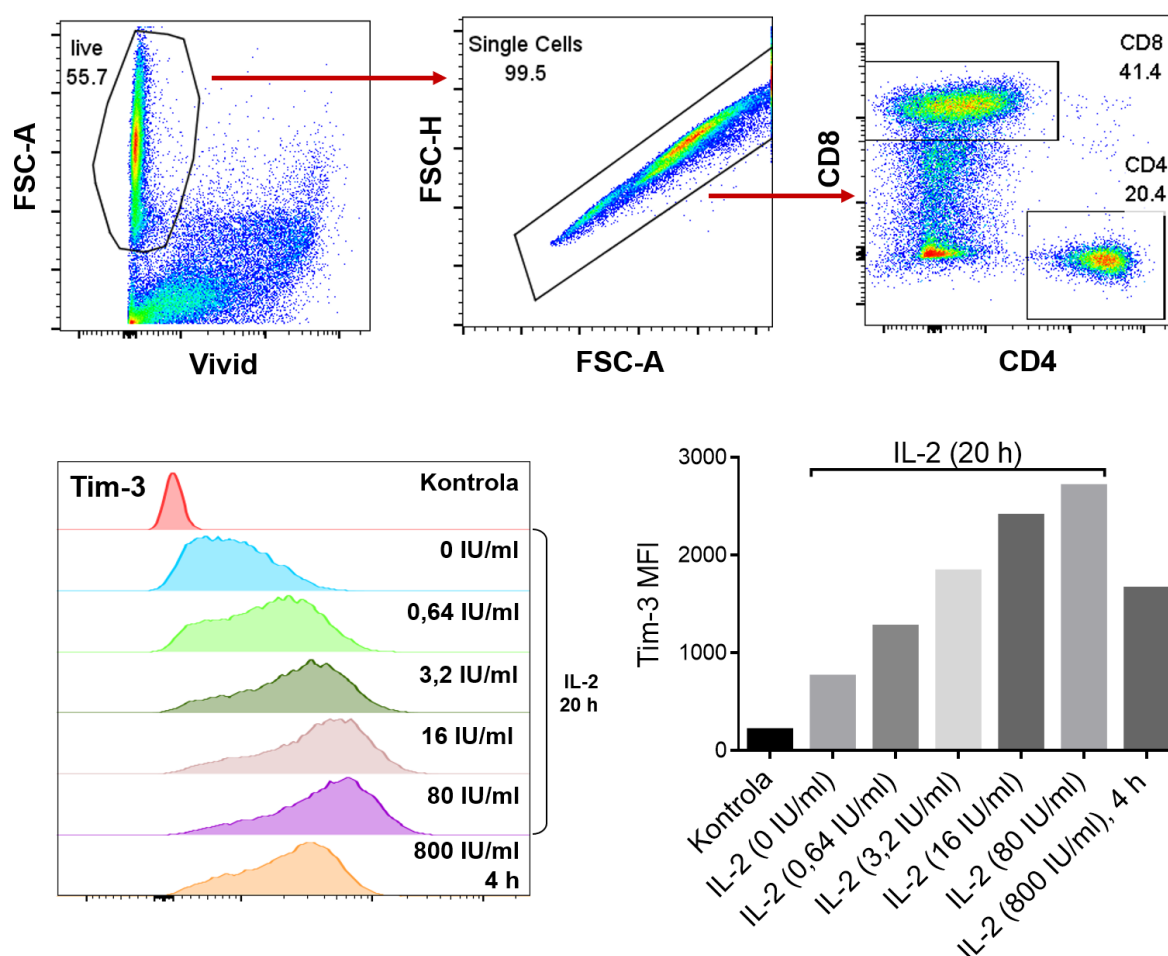 live
55.7
FSC-A
Vivid
Single Cells
99.5
FSC-H
FSC-A
CD8
41.4
CD4
20.4
CD8
CD4
Tim-3
Kontrola
0 IU/ml
0,64 IU/ml
3,2 IU/ml
16 IU/ml
80 IU/ml
800 IU/ml
4 h
IL-2
20 h
IL-2 (20 h)
Tim-3 MFI
3000
2000
1000
0
Kontrola
IL-2 (0 IU/ml)
IL-2 (0,64 IU/ml)
IL-2 (3,2 IU/ml)
IL-2 (16 IU/ml)
IL-2 (80 IU/ml)
IL-2 (800 IU/ml), 4 h